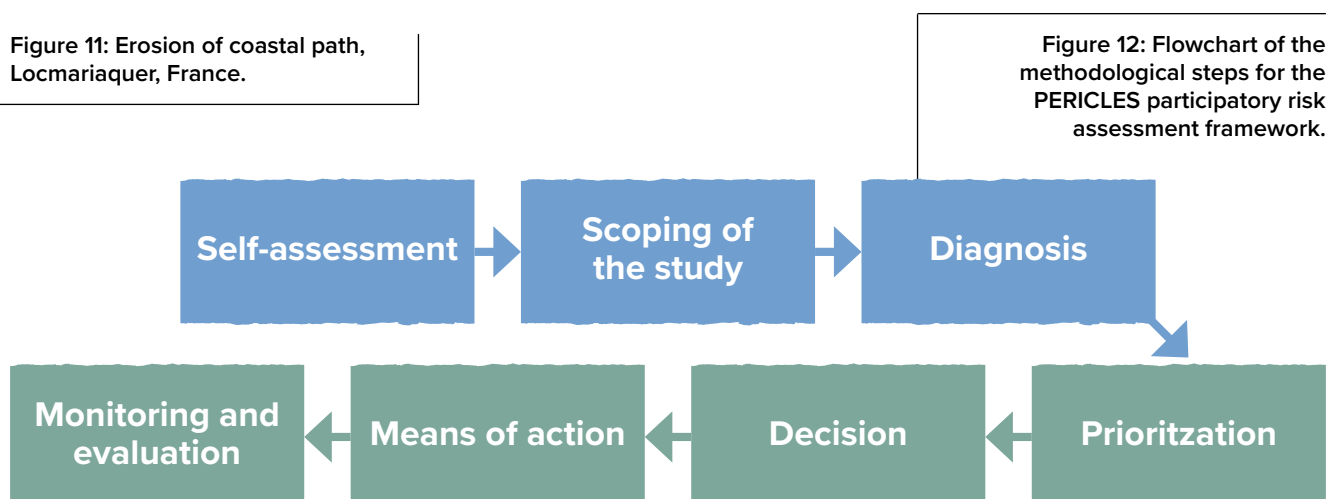 Figure 11: Erosion of coastal path,
Locmariaquer, France.
Figure 12: Flowchart of the
methodological steps for the
PERICLES participatory risk
assessment framework.
Self-assessment
Scoping of
the study
Diagnosis
Prioritzation
Decision
Means of action
Monitoring and
evaluation